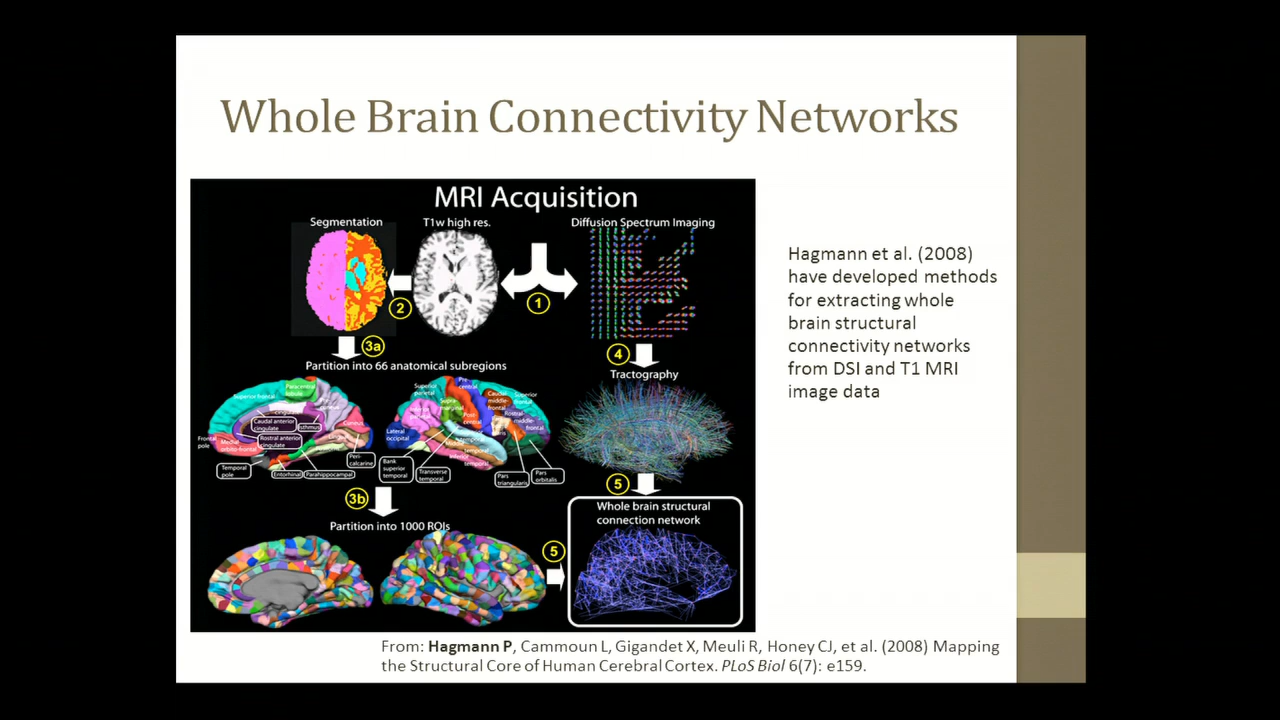 Whole Brain Connectivity Networks
MRI Acquisition
Segmentation
T1w high res.
Diffusion Spectrum Imaging
1
2
3a
4
Partition into 66 anatomical subregions
Tractography
Superior frontal
Paracentral
lobule
Caudal anterior
cingulate
Isthmus
Cuneus
Frontal
pole
Medial
orbito-frontal
Rostral anterior
cingulate
Peri-
calcarine
Temporal
pole
Entorhinal
Parahippocampal
Superior
parietal
Pre
central
Supra-
marginal
Post-
central
Caudal
middle-
frontal
Superior
frontal
Rostral
middle-
frontal
Lateral
occipital
Bank
superior
temporal
Transverse
temporal
Inferior
temporal
Pars
triangularis
Pars
orbitalis
3b
5
Partition into 1000 ROIs
5
Whole brain structural
connection network
Hagmann et al. (2008)
have developed methods
for extracting whole
brain structural
connectivity networks
from DSI and T1 MRI
image data
From: Hagmann P, Cammoun L, Gigandet X, Meuli R, Honey CJ, et al. (2008) Mapping
the Structural Core of Human Cerebral Cortex. PLoS Biol 6(7): e159.